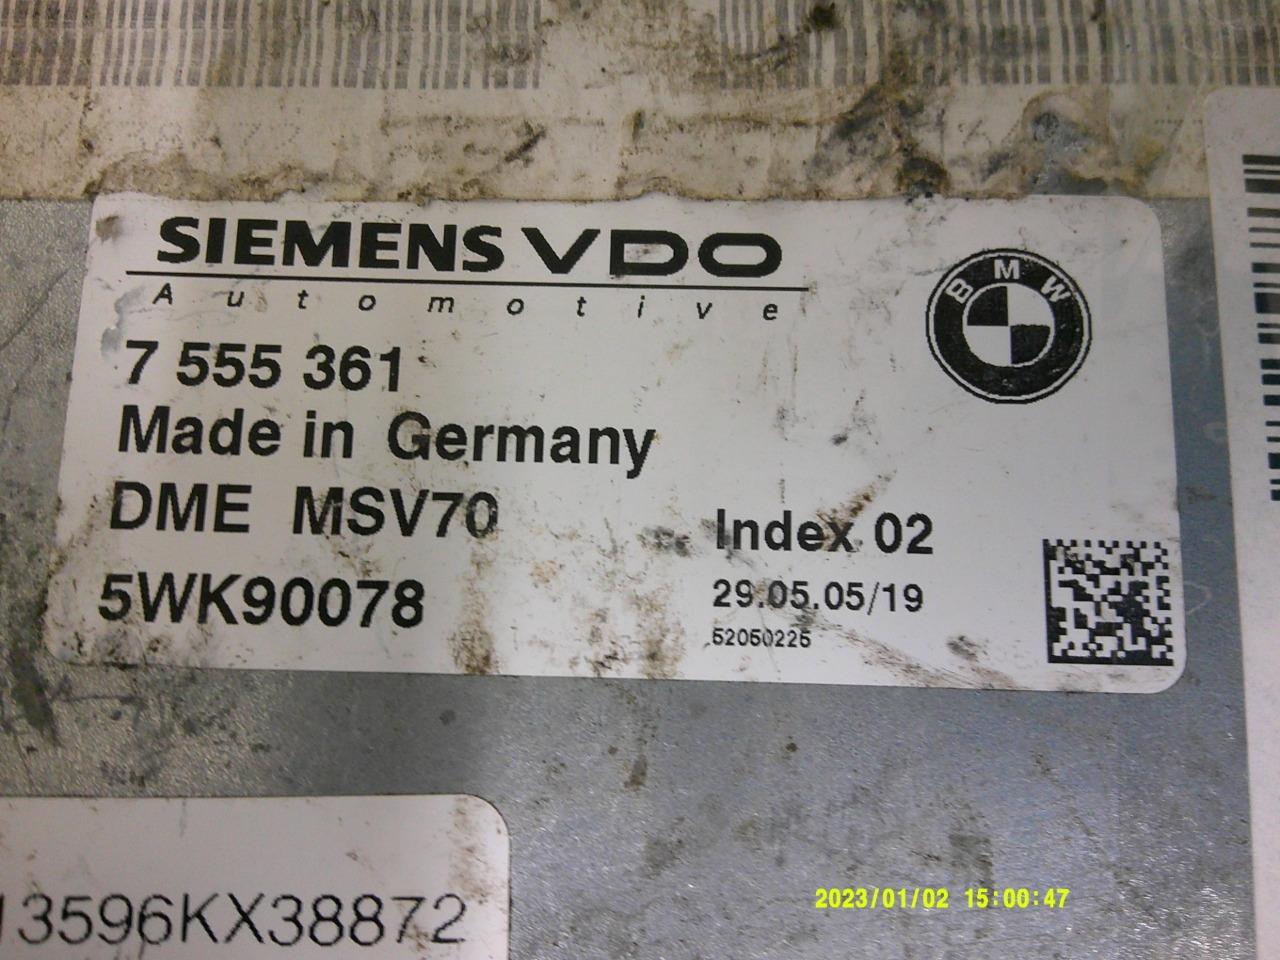 SIEMENS VDO
Automotive
BMW
7 555 361
Made in Germany
DME MSV70
Index 02
5WK90078
29.05.05/19
52050225
13596KX38872
2023/01/02 15:00:47